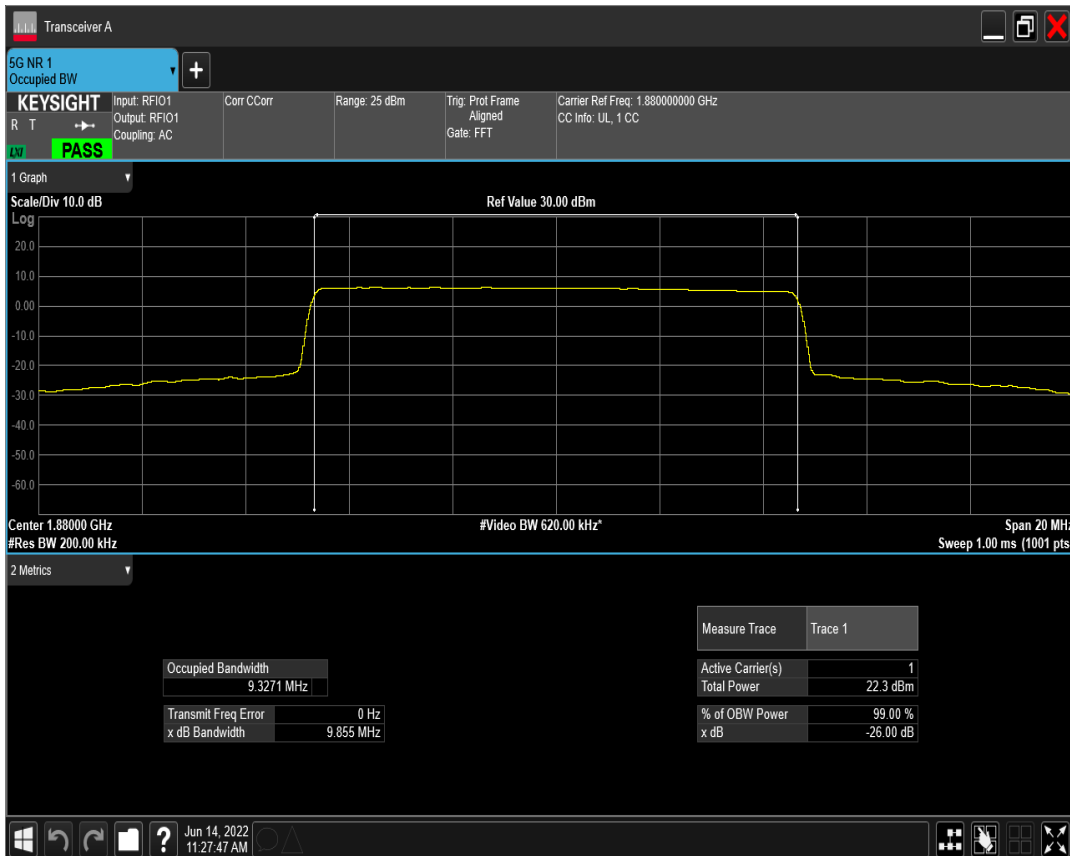 Transceiver A
5G NR 1
Occupied BW
+
KEYSIGHT
R T
LXI
PASS
Input: RFIO1
Output: RFIO1
Coupling: AC
Corr CCorr
Range: 25 dBm
Trig: Prot Frame
Aligned
Gate: FFT
Carrier Ref Freq: 1.880000000 GHz
CC Info: UL, 1 CC
1 Graph
Scale/Div 10.0 dB
Ref Value 30.00 dBm
Log
20.0
10.0
0.00
-10.0
-20.0
-30.0
-40.0
-50.0
-60.0
Center 1.88000 GHz
#Video BW 620.00 kHz*
Span 20 MHz
#Res BW 200.00 kHz
Sweep 1.00 ms (1001 pts
2 Metrics
Measure Trace Trace 1
Occupied Bandwidth
9.3271 MHz
Active Carrier(s) 1
Total Power 22.3 dBm
Transmit Freq Error 0 Hz
x dB Bandwidth 9.855 MHz
% of OBW Power 99.00 %
x dB -26.00 dB
?
Jun 14, 2022
11:27:47 AM